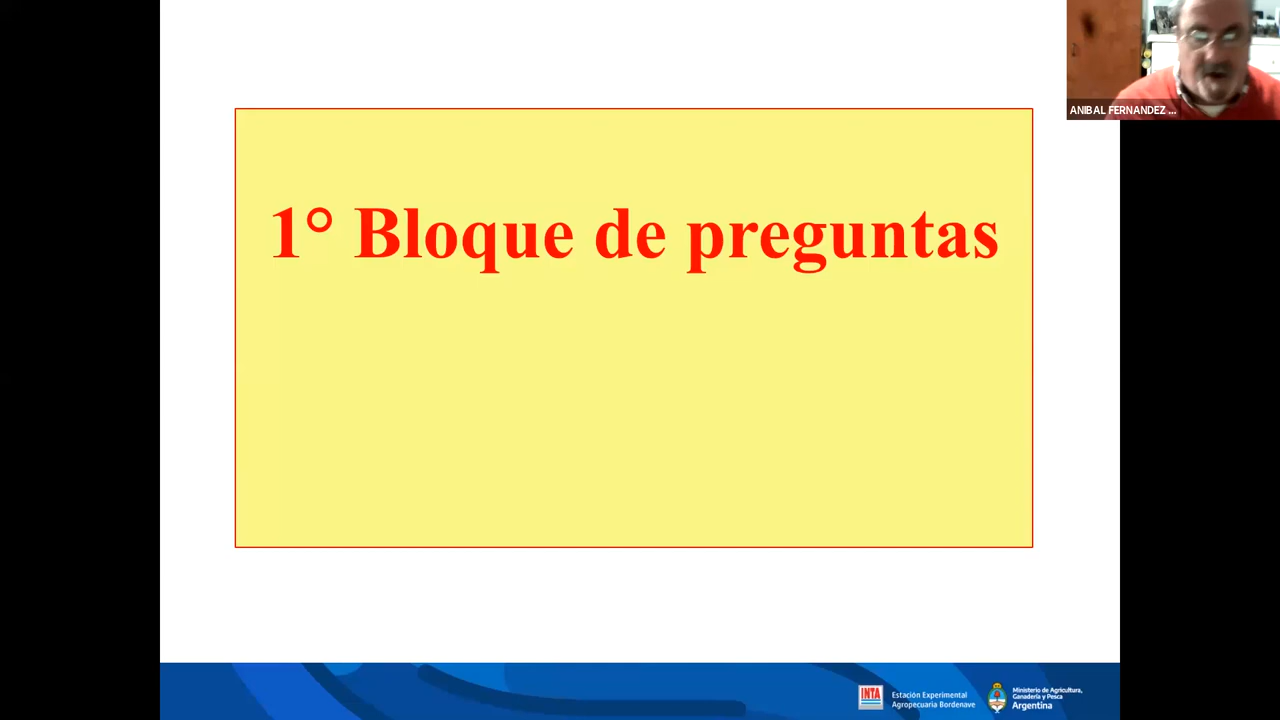 ANIBAL FERNANDEZ ...
1° Bloque de preguntas
INTA
Estación Experimental
Agropecuaria Bordenave
Ministerio de Agricultura,
Ganadería y Pesca
Argentina